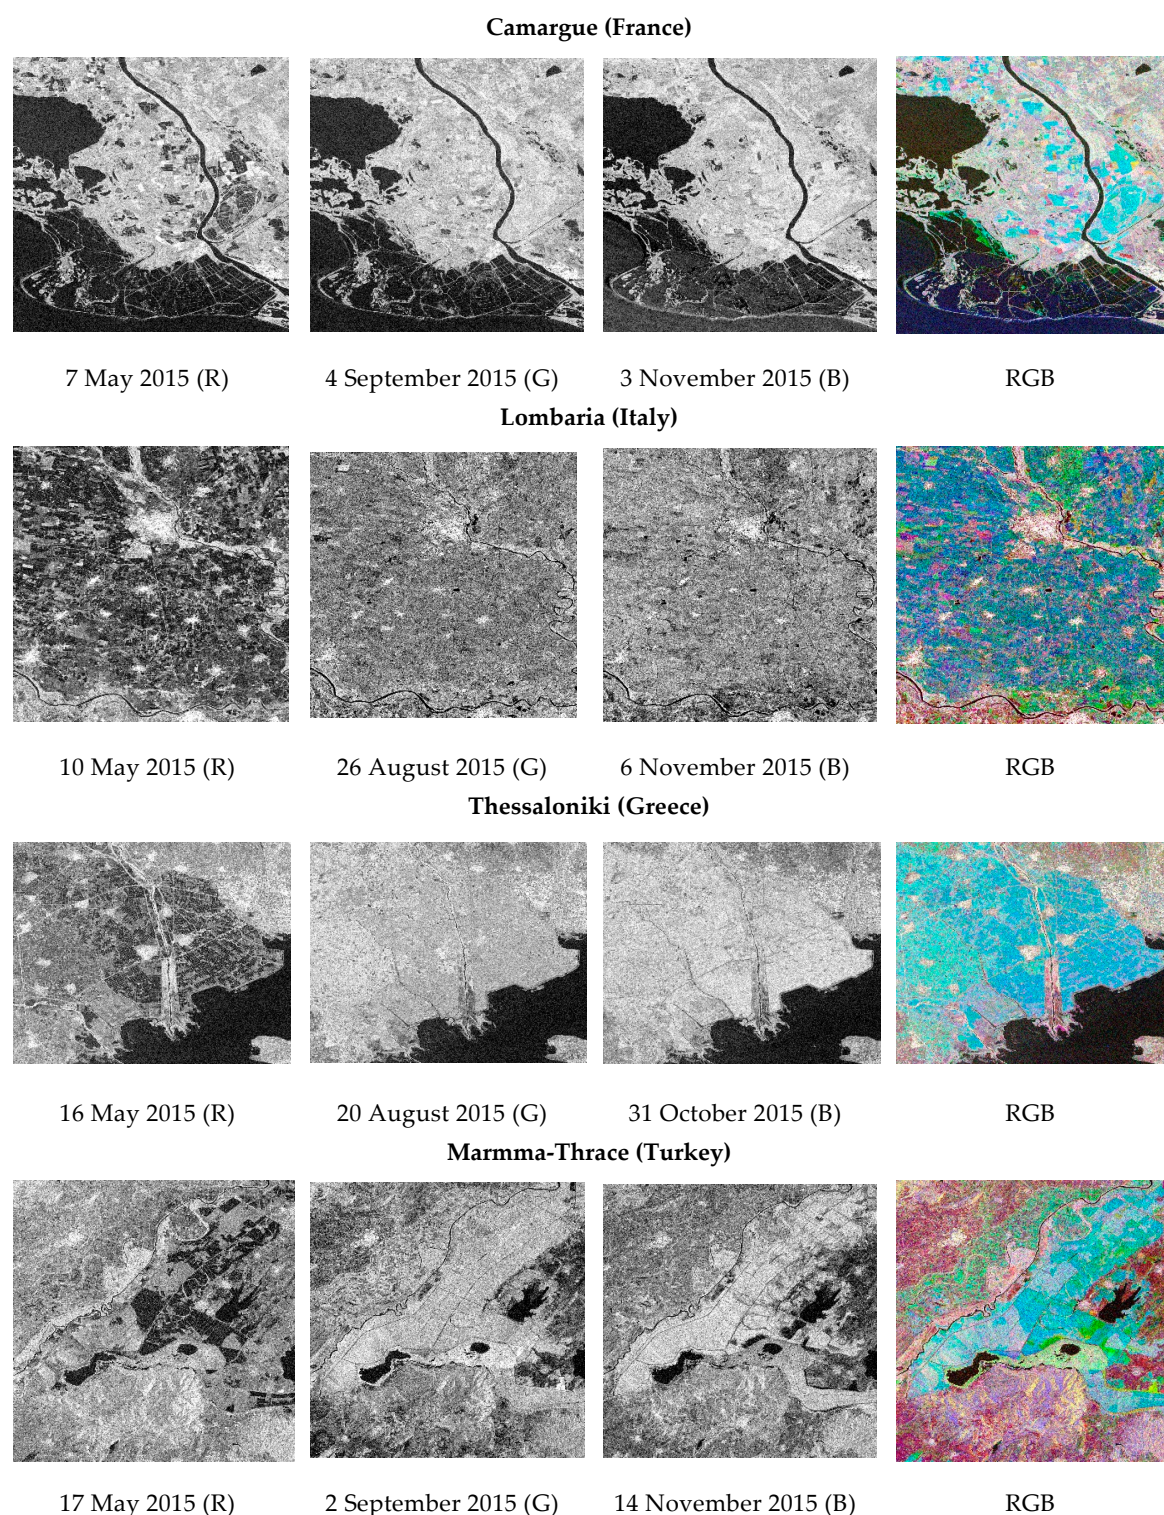 Camargue (France)
7 May 2015 (R) 4 September 2015 (G) 3 November 2015 (B) RGB
Lombaria (Italy)
10 May 2015 (R) 26 August 2015 (G) 6 November 2015 (B) RGB
Thessaloniki (Greece)
16 May 2015 (R) 20 August 2015 (G) 31 October 2015 (B) RGB
Marmma-Thrace (Turkey)
17 May 2015 (R) 2 September 2015 (G) 14 November 2015 (B) RGB